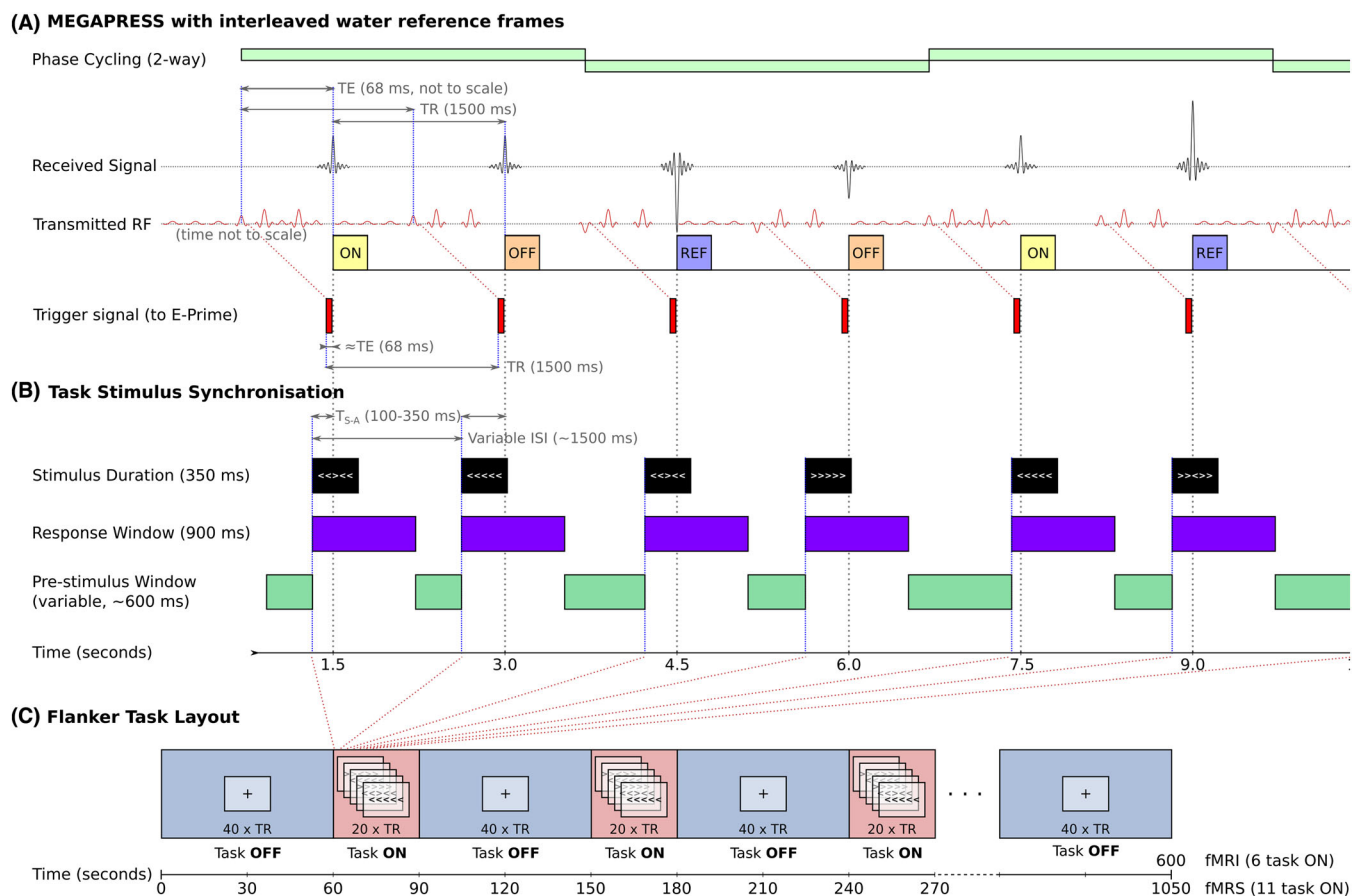 (A) MEGAPRESS with interleaved water reference frames
Phase Cycling (2-way)
TE (68 ms, not to scale)
TR (1500 ms)
Received Signal
Transmitted RF
(time not to scale)
ON OFF REF OFF ON REF
Trigger signal (to E-Prime)
≈TE (68 ms)
TR (1500 ms)
(B) Task Stimulus Synchronisation
TS-A (100-350 ms)
Variable ISI (~1500 ms)
Stimulus Duration (350 ms) <<><< <<<<< <<><< >>>>> <<<<< >><>>
Response Window (900 ms)
Pre-stimulus Window
(variable, ~600 ms)
Time (seconds) 1.5 3.0 4.5 6.0 7.5 9.0
(C) Flanker Task Layout
+ <<<<< + <<<<< + <<<<< · · · +
40 x TR 20 x TR 40 x TR 20 x TR 40 x TR 20 x TR 40 x TR
Task OFF Task ON Task OFF Task ON Task OFF Task ON Task OFF
600 fMRI (6 task ON)
Time (seconds) 0 30 60 90 120 150 180 210 240 270 1050 fMRS (11 task ON)